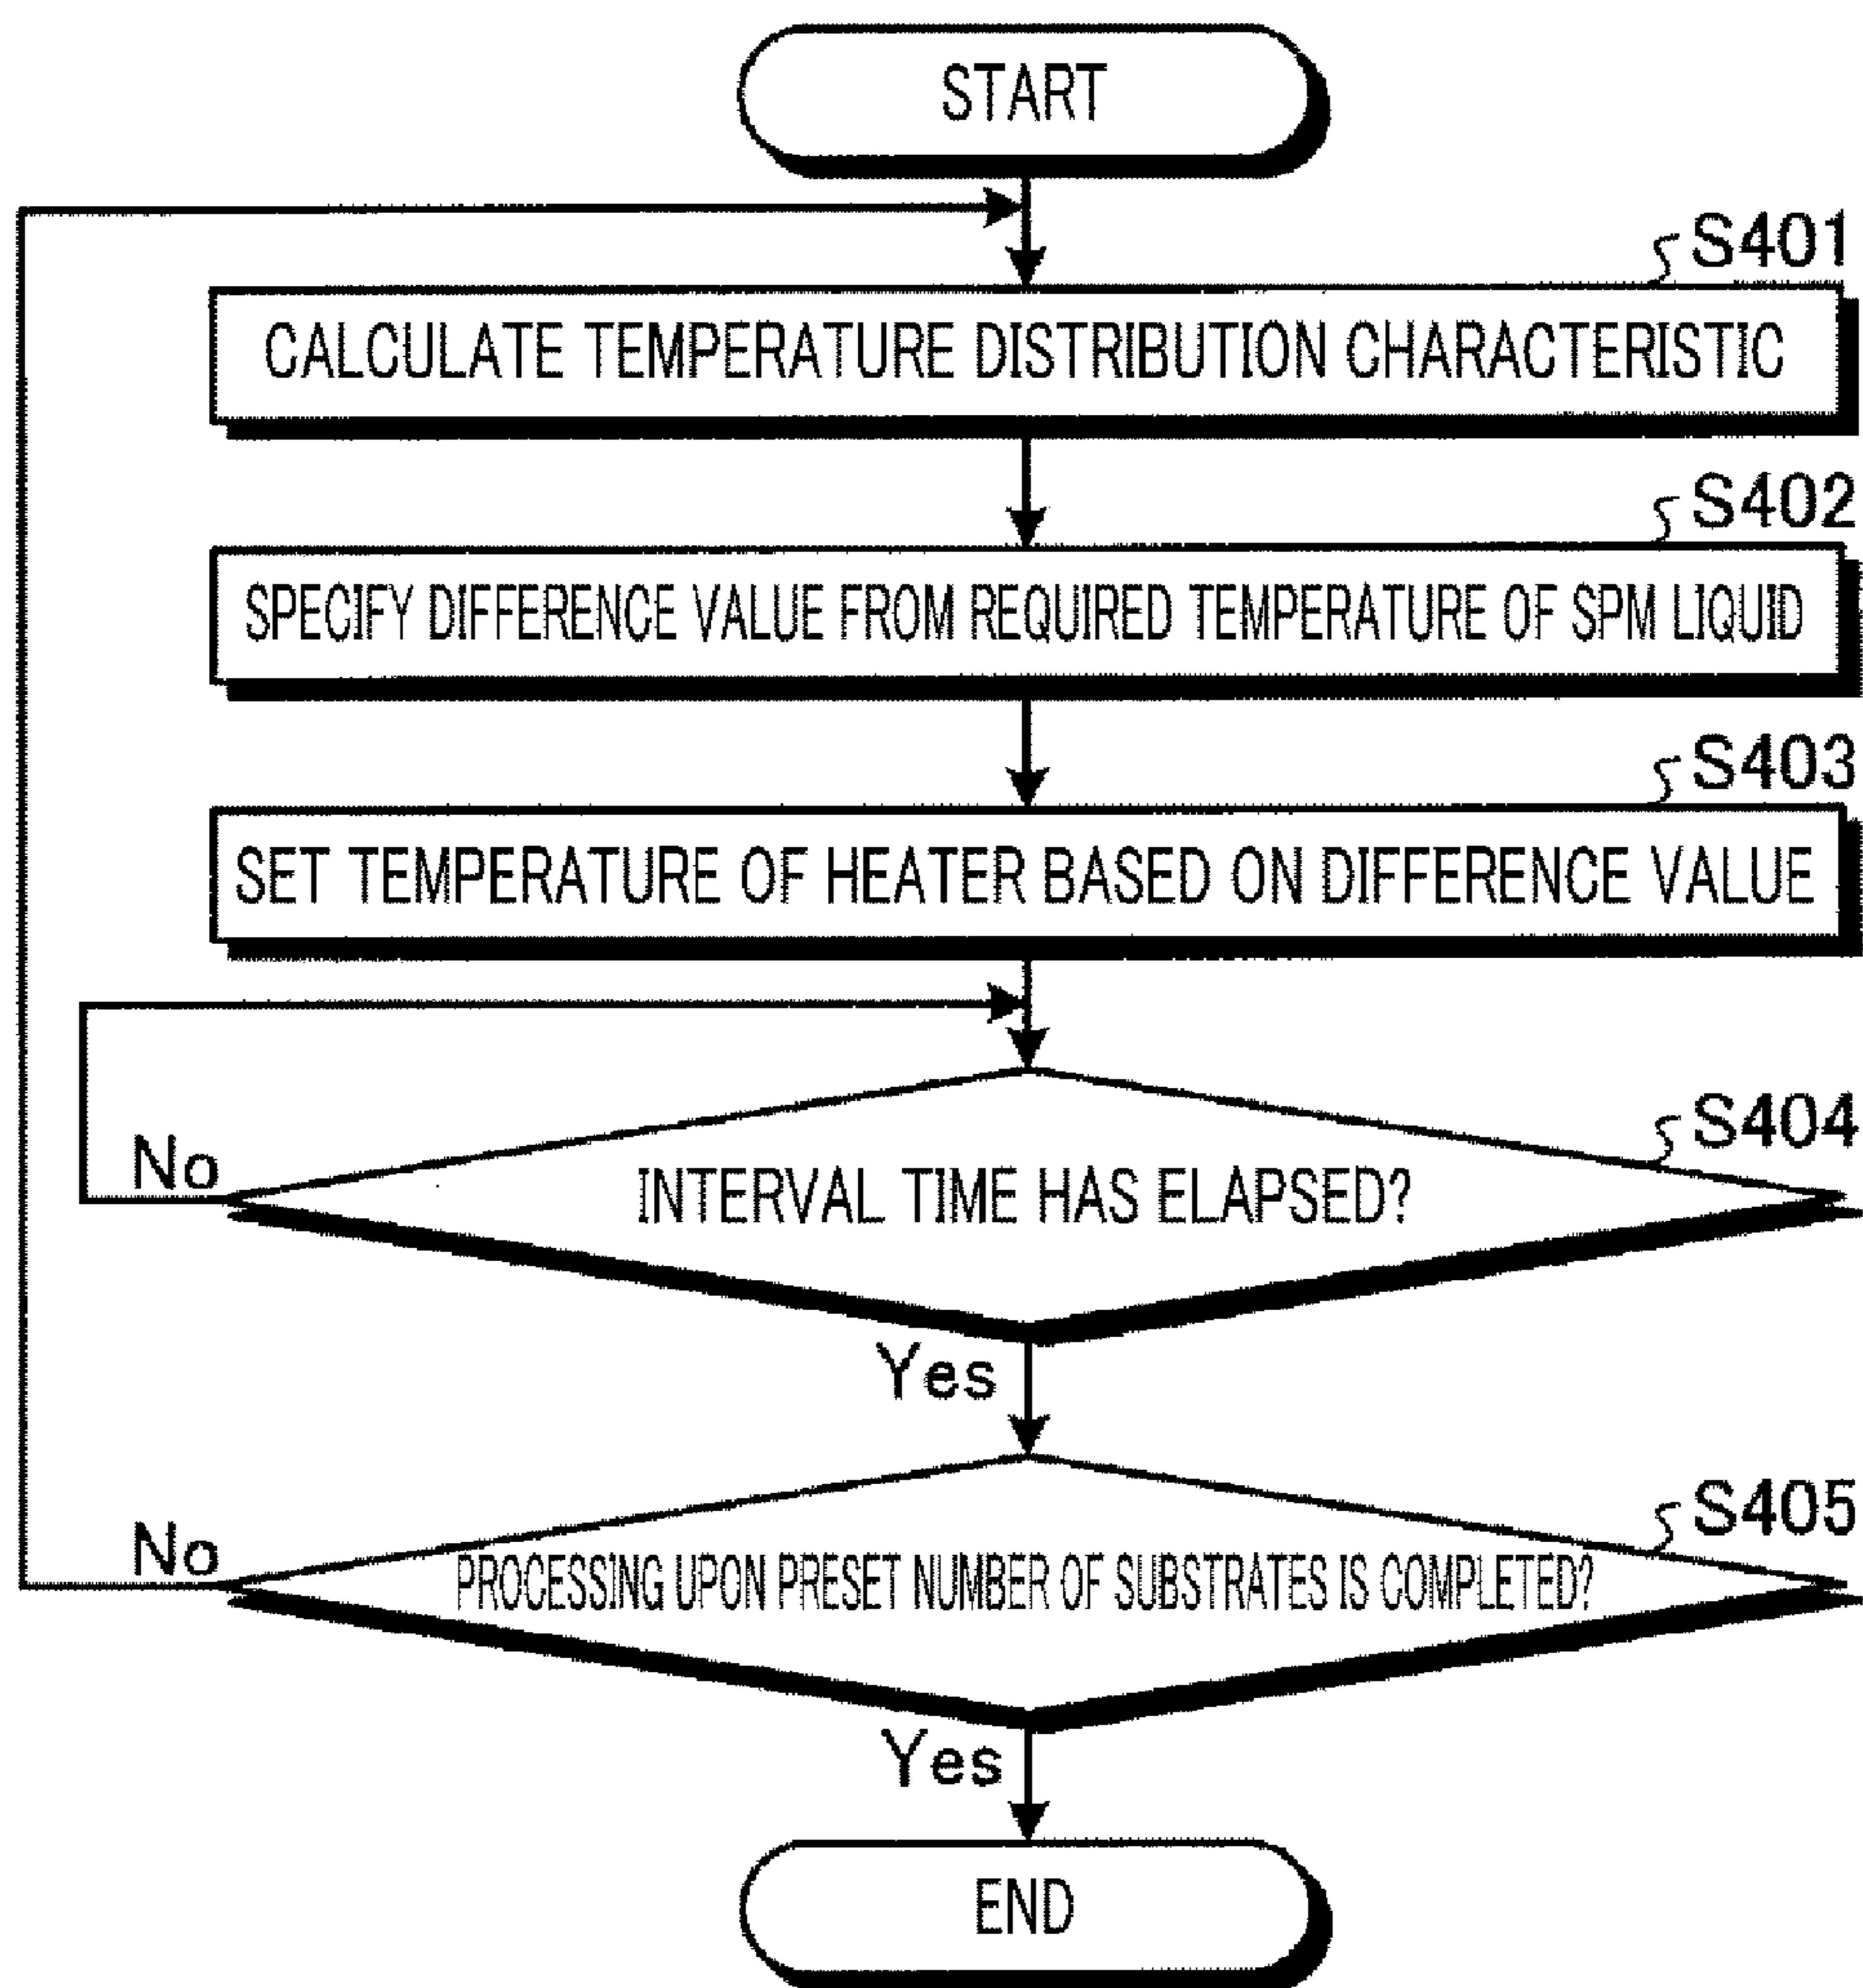 START
S401
CALCULATE TEMPERATURE DISTRIBUTION CHARACTERISTIC
S402
SPECIFY DIFFERENCE VALUE FROM REQUIRED TEMPERATURE OF SPM LIQUID
S403
SET TEMPERATURE OF HEATER BASED ON DIFFERENCE VALUE
S404
No
INTERVAL TIME HAS ELAPSED?
Yes
S405
No
PROCESSING UPON PRESET NUMBER OF SUBSTRATES IS COMPLETED?
Yes
END